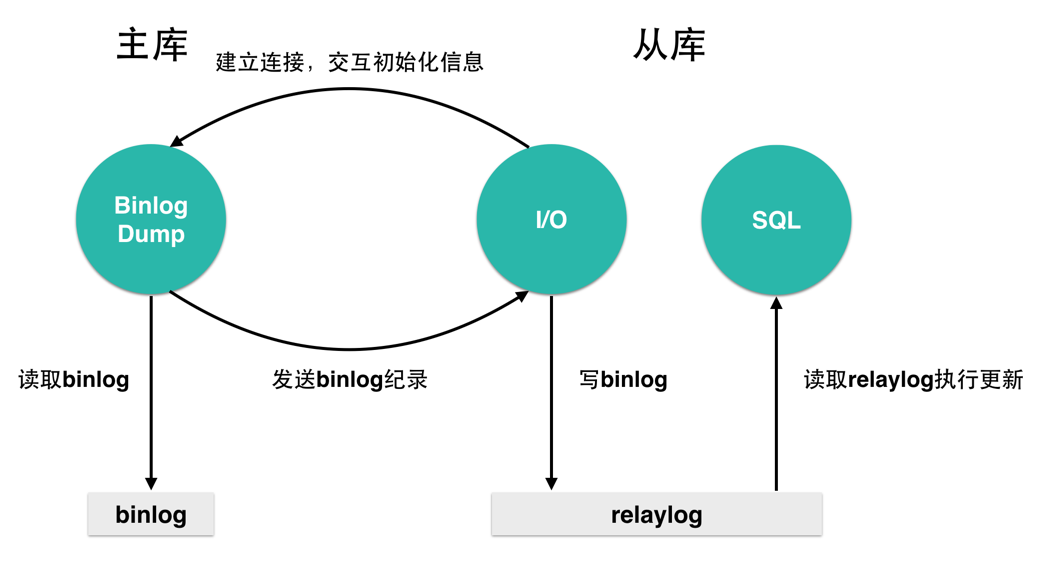 主库
从库
建立连接，交互初始化信息
Binlog
Dump
I/O
SQL
读取binlog
发送binlog纪录
写binlog
读取relaylog执行更新
binlog
relaylog